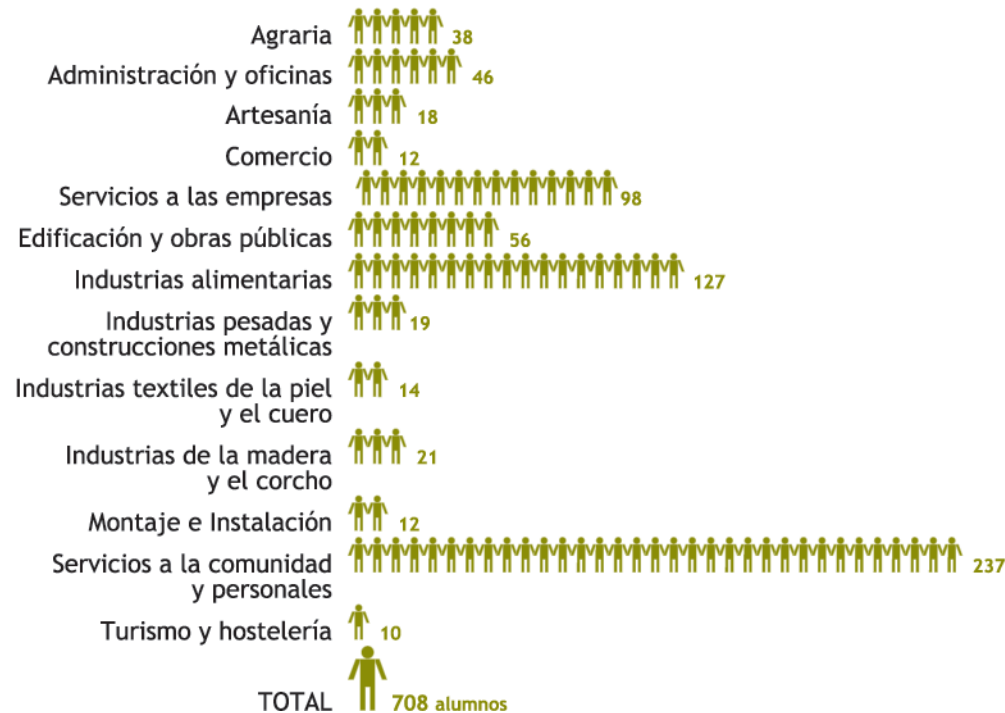 Agraria 38
Administración y oficinas 46
Artesanía 18
Comercio 12
Servicios a las empresas 98
Edificación y obras públicas 56
Industrias alimentarias 127
Industrias pesadas y 19
construcciones metálicas
Industrias textiles de la piel 14
y el cuero
Industrias de la madera 21
y el corcho
Montaje e Instalación 12
Servicios a la comunidad 237
y personales
Turismo y hostelería 10
TOTAL 708 alumnos